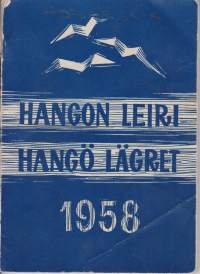 HANGON LEIRI
HANGÖ LÄGRET
1958